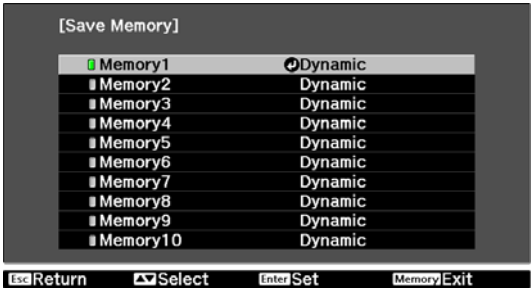 [Save Memory]
Memory1 Dynamic
Memory2 Dynamic
Memory3 Dynamic
Memory4 Dynamic
Memory5 Dynamic
Memory6 Dynamic
Memory7 Dynamic
Memory8 Dynamic
Memory9 Dynamic
Memory10 Dynamic
Esc Return Select Enter Set Memory Exit